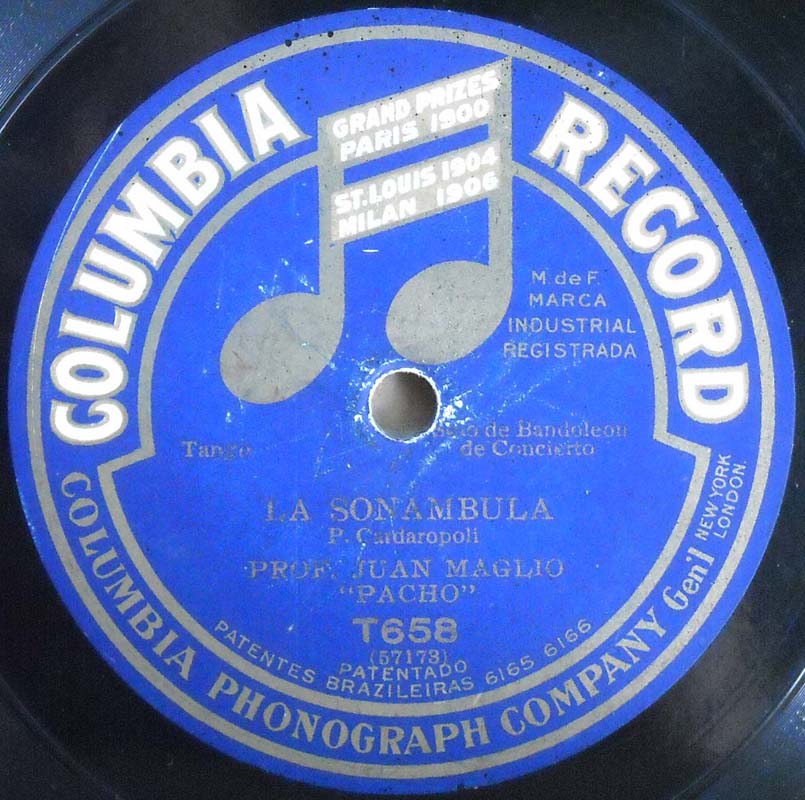 COLUMBIA RECORD
GRAND PRIZES
PARIS 1900
ST. LOUIS 1904
MILAN 1906
M. de F.
MARCA
INDUSTRIAL
REGISTRADA
Tango
Solo de Bandoleon
de Concierto
LA SONAMBULA
P. Cardaropoli
PROF. JUAN MAGLIO
"PACHO"
T658
(57173)
PATENTADO
PATENTES BRAZILEIRAS 6165 6166
COLUMBIA PHONOGRAPH COMPANY Gen'l
NEW YORK
LONDON.